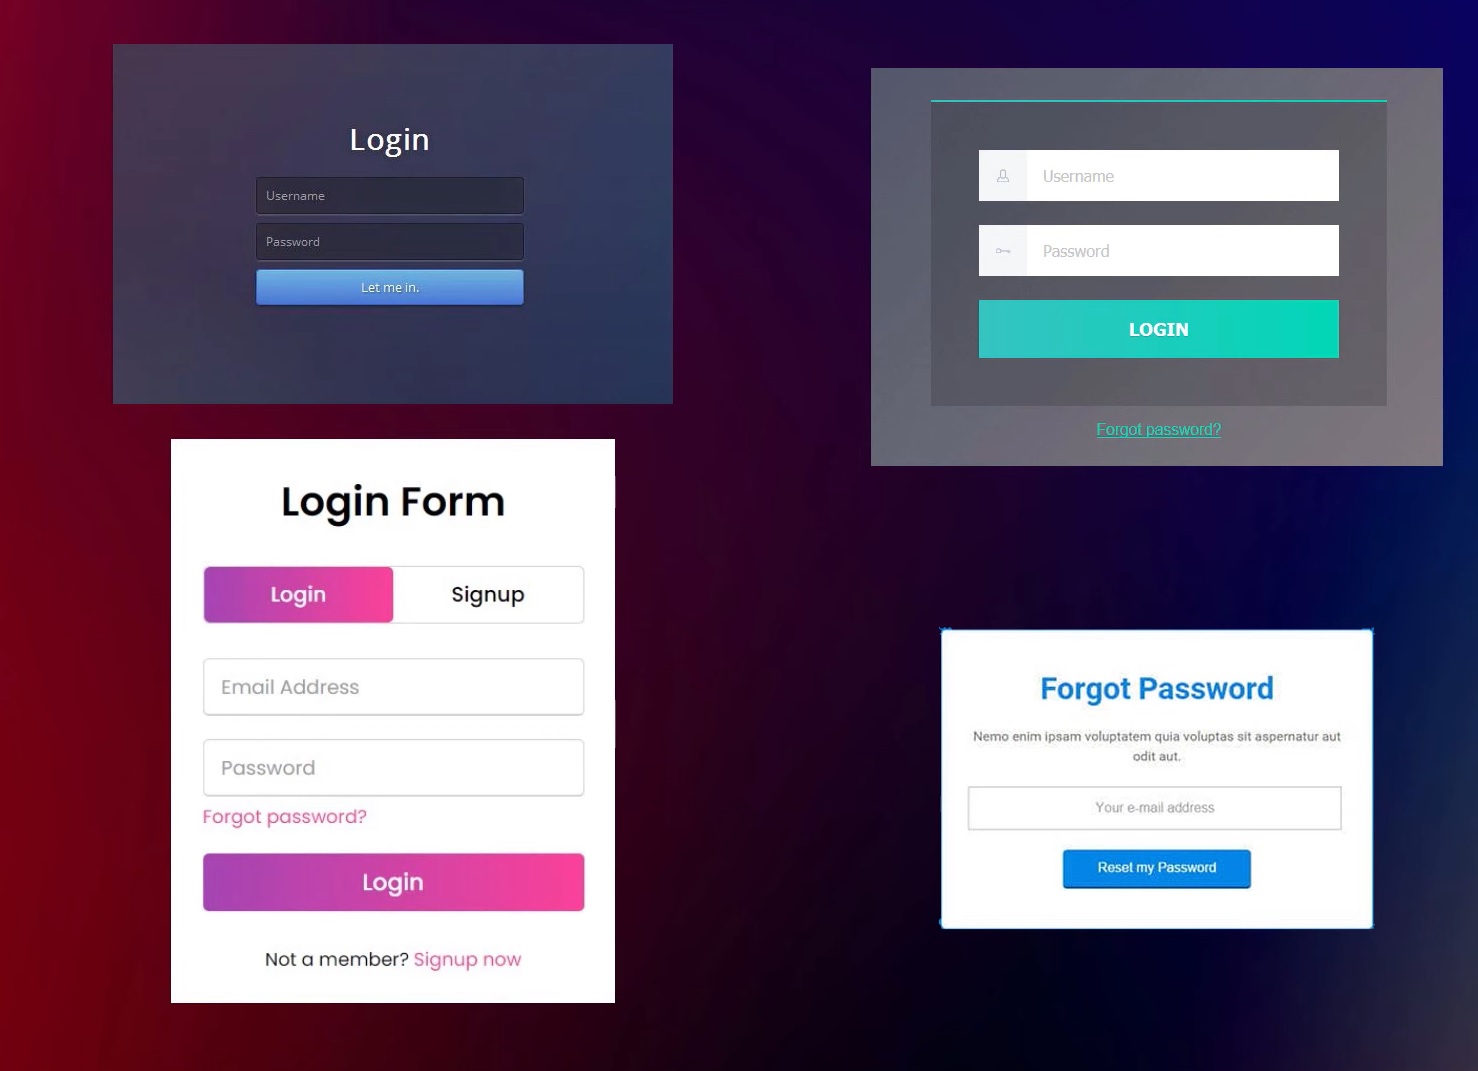 Login
Username
Password
Let me in.
Username
Password
LOGIN
Forgot password?
Login Form
Login Signup
Email Address
Password
Forgot password?
Login
Not a member? Signup now
Forgot Password
Nemo enim ipsam voluptatem quia voluptas sit aspernatur aut
odit aut.
Your e-mail address
Reset my Password